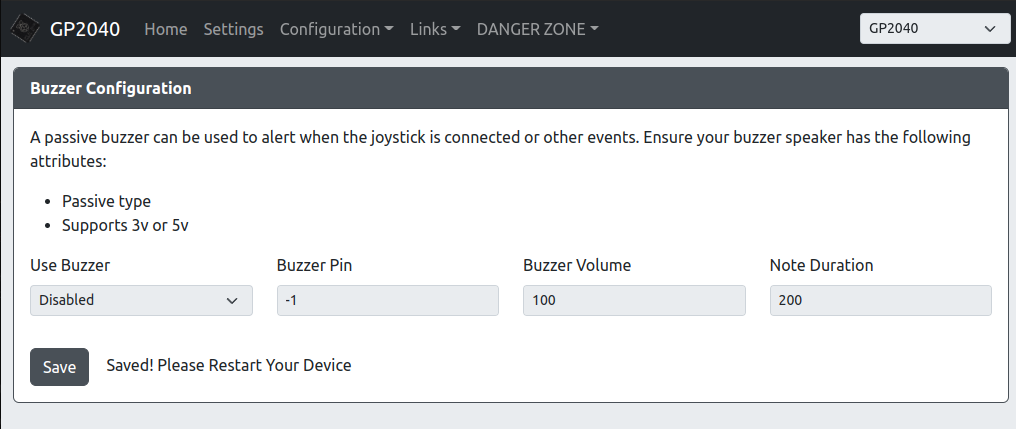 GP2040 Home Settings Configuration Links DANGER ZONE GP2040
Buzzer Configuration
A passive buzzer can be used to alert when the joystick is connected or other events. Ensure your buzzer speaker has the following
attributes:
• Passive type
• Supports 3v or 5v
Use Buzzer Buzzer Pin Buzzer Volume Note Duration
Disabled -1 100 200
Save Saved! Please Restart Your Device